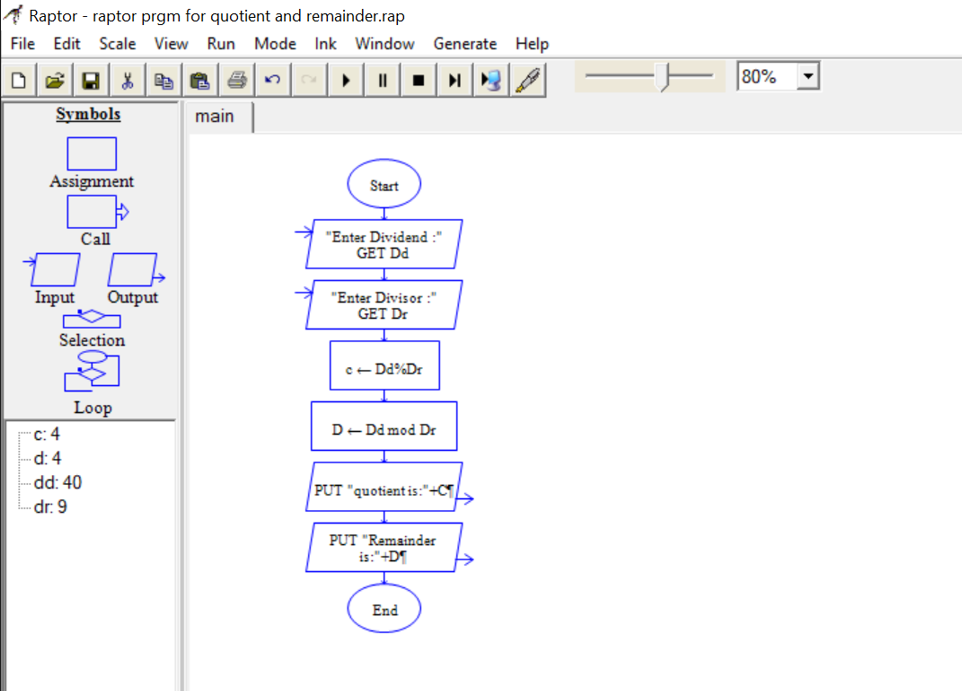 Raptor - raptor prgm for quotient and remainder.rap
File Edit Scale View Run Mode Ink Window Generate Help
80%
Symbols
Assignment
Call
Input Output
Selection
Loop
c: 4
d: 4
dd: 40
dr: 9
main
Start
"Enter Dividend :"
GET Dd
"Enter Divisor :"
GET Dr
c ← Dd%Dr
D ← Dd mod Dr
PUT "quotient is:"+C¶
PUT "Remainder
is:"+D¶
End